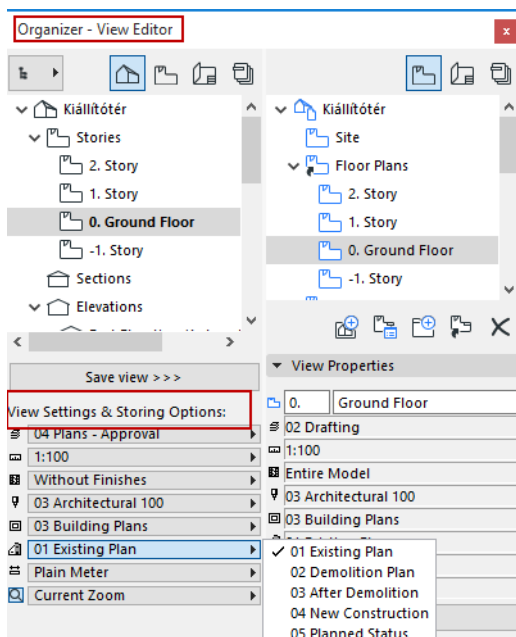 Organizer - View Editor
x
Kiállítótér
Stories
2. Story
1. Story
0. Ground Floor
-1. Story
Sections
Elevations
Save view >>>
View Settings & Storing Options:
04 Plans - Approval
1:100
Without Finishes
03 Architectural 100
03 Building Plans
01 Existing Plan
Plain Meter
Current Zoom
Kiállítótér
Site
Floor Plans
2. Story
1. Story
0. Ground Floor
-1. Story
View Properties
0. Ground Floor
02 Drafting
1:100
Entire Model
03 Architectural 100
03 Building Plans
01 Existing Plan
02 Demolition Plan
03 After Demolition
04 New Construction
05 Planned Status